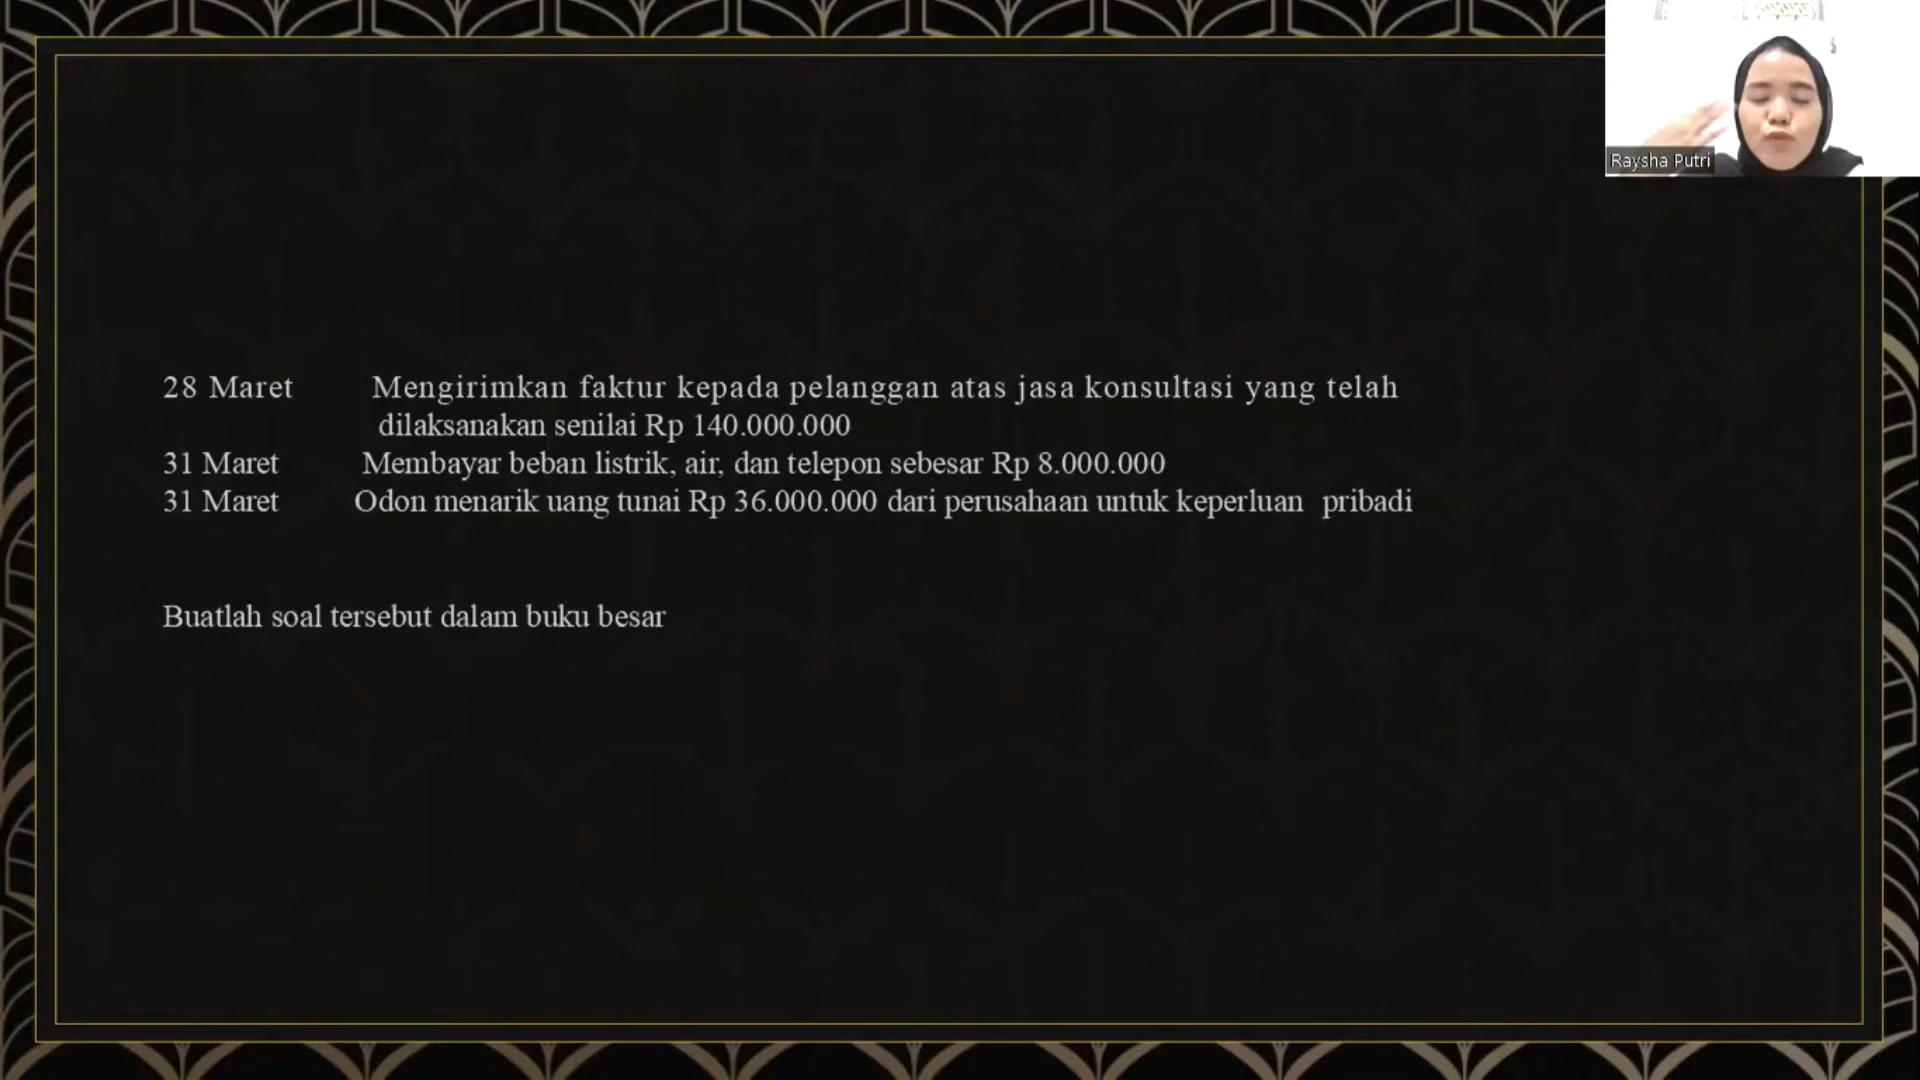 Raysha Putri
28 Maret Mengirimkan faktur kepada pelanggan atas jasa konsultasi yang telah
dilaksanakan senilai Rp 140.000.000
31 Maret Membayar beban listrik, air, dan telepon sebesar Rp 8.000.000
31 Maret Odon menarik uang tunai Rp 36.000.000 dari perusahaan untuk keperluan pribadi
Buatlah soal tersebut dalam buku besar